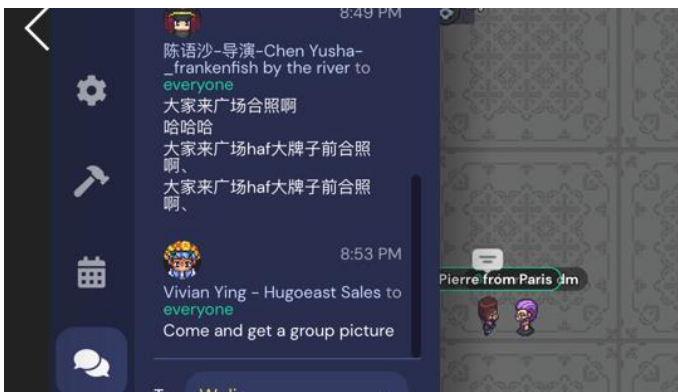 8:49 PM
陈语沙-导演-Chen Yusha-
_frankenfish by the river to
everyone
大家来广场合照啊
哈哈哈
大家来广场haf大牌子前合照
啊、
大家来广场haf大牌子前合照
啊、
8:53 PM
Vivian Ying - Hugoeast Sales to
everyone
Come and get a group picture
Pierre from Paris dm